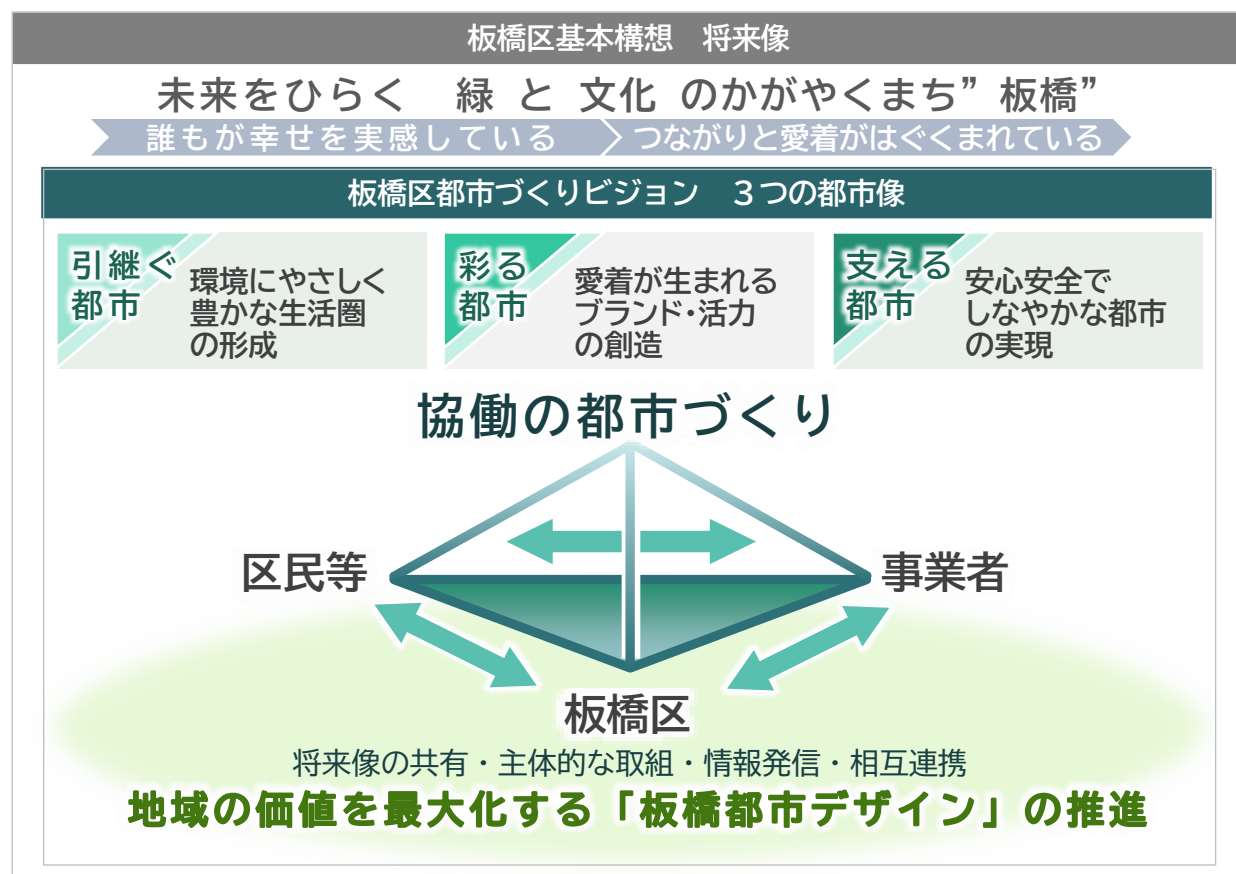 板橋区基本構想　将来像
未来をひらく　緑 と 文化 のかがやくまち”板橋”
誰もが幸せを実感している
つながりと愛着がはぐくまれている
板橋区都市づくりビジョン　３つの都市像
引継ぐ
都市
環境にやさしく
豊かな生活圏
の形成
彩る
都市
愛着が生まれる
ブランド・活力
の創造
支える
都市
安心安全で
しなやかな都市
の実現
協働の都市づくり
区民等
事業者
板橋区
将来像の共有・主体的な取組・情報発信・相互連携
地域の価値を最大化する「板橋都市デザイン」の推進